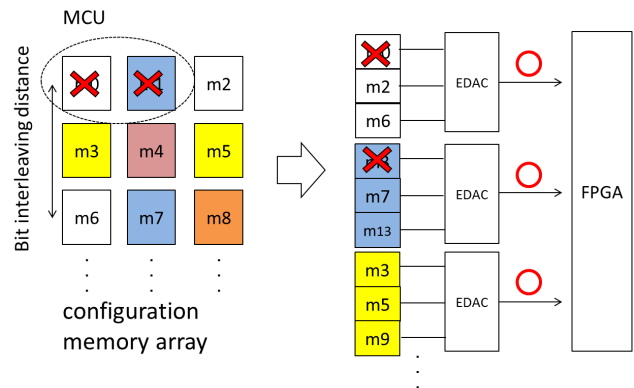 MCU
Bit interleaving distance
m2
m3 m4 m5
m6 m7 m8
configuration
memory array
m2
m6
EDAC
m7
m13
EDAC
m3
m5
m9
EDAC
FPGA